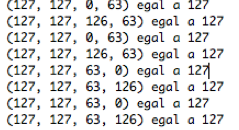 (127, 127, 0, 63) egal a 127
(127, 127, 126, 63) egal a 127
(127, 127, 0, 63) egal a 127
(127, 127, 126, 63) egal a 127
(127, 127, 63, 0) egal a 127
(127, 127, 63, 126) egal a 127
(127, 127, 63, 0) egal a 127
(127, 127, 63, 126) egal a 127